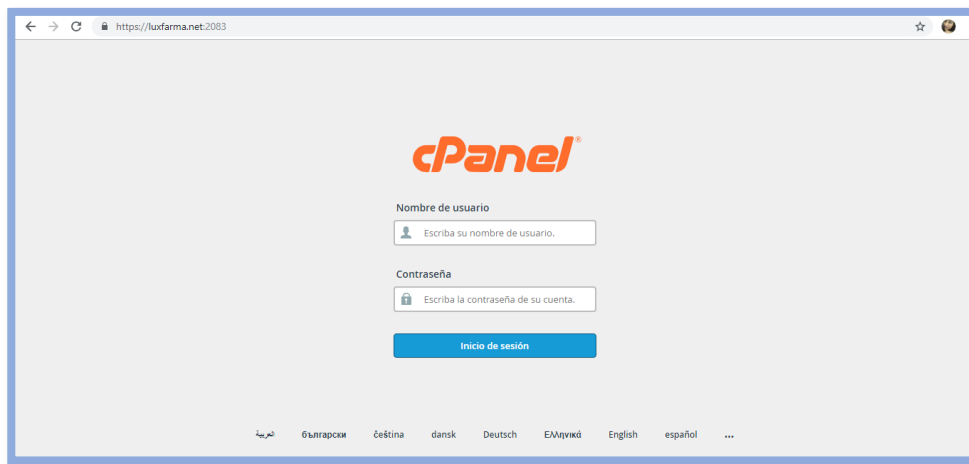 https://luxfarma.net:2083
cPanel®
Nombre de usuario
Escriba su nombre de usuario.
Contraseña
Escriba la contraseña de su cuenta.
Inicio de sesión
العربية български čeština dansk Deutsch Ελληνικά English español ...